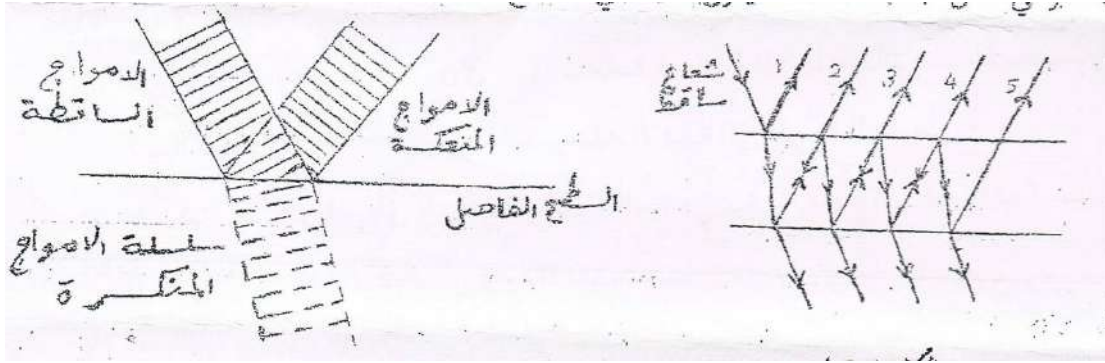 الامواج
الساقطة
الامواج
المنعكسة
السطح الفاصل
سلسلة الامواج
المنكسرة
شعاع
ساقط
1 2 3 4 5